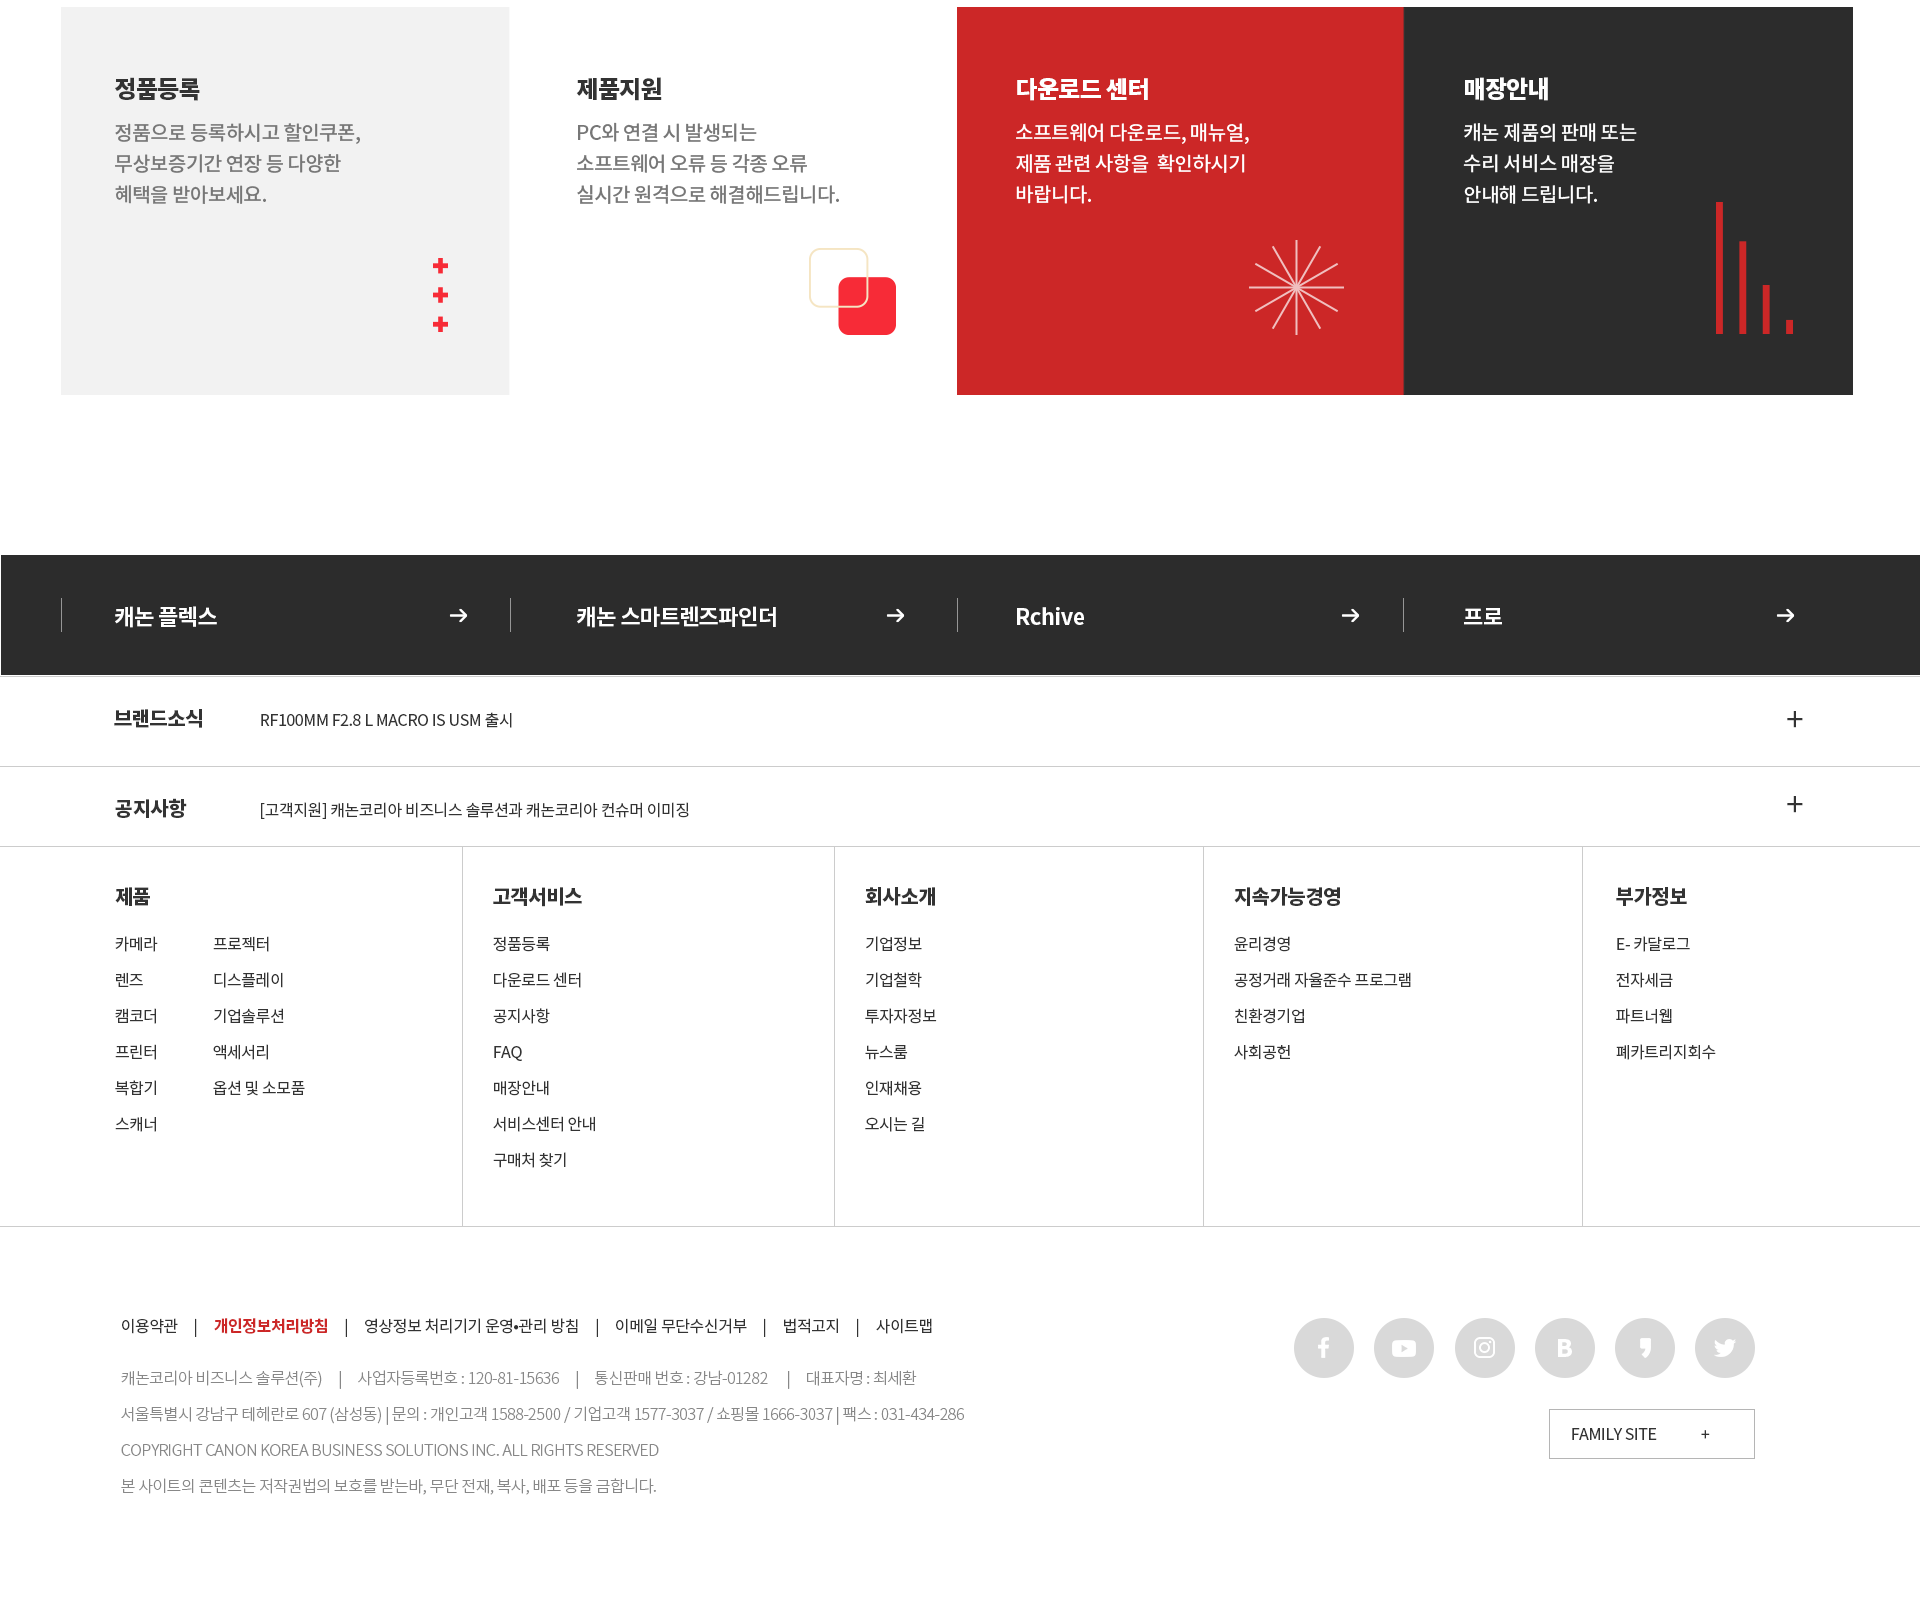 정품등록
정품으로 등록하시고 할인쿠폰,
무상보증기간 연장 등 다양한
혜택을 받아보세요.
제품지원
PC와 연결 시 발생되는
소프트웨어 오류 등 각종 오류
실시간 원격으로 해결해드립니다.
다운로드 센터
소프트웨어 다운로드, 매뉴얼,
제품 관련 사항을 확인하시기
바랍니다.
매장안내
캐논 제품의 판매 또는
수리 서비스 매장을
안내해 드립니다.
캐논 플렉스
캐논 스마트렌즈파인더
Rchive
프로
브랜드소식 RF100MM F2.8 L MACRO IS USM 출시 +
공지사항 [고객지원] 캐논코리아 비즈니스 솔루션과 캐논코리아 컨슈머 이미징 +
제품
카메라
렌즈
캠코더
프린터
복합기
스캐너
프로젝터
디스플레이
기업솔루션
액세서리
옵션 및 소모품
고객서비스
정품등록
다운로드 센터
공지사항
FAQ
매장안내
서비스센터 안내
구매처 찾기
회사소개
기업정보
기업철학
투자자정보
뉴스룸
인재채용
오시는 길
지속가능경영
윤리경영
공정거래 자율준수 프로그램
친환경기업
사회공헌
부가정보
E- 카달로그
전자세금
파트너웹
폐카트리지회수
이용약관 | 개인정보처리방침 | 영상정보 처리기기 운영•관리 방침 | 이메일 무단수신거부 | 법적고지 | 사이트맵
캐논코리아 비즈니스 솔루션(주) | 사업자등록번호 : 120-81-15636 | 통신판매 번호 : 강남-01282 | 대표자명 : 최세환
서울특별시 강남구 테헤란로 607 (삼성동) | 문의 : 개인고객 1588-2500 / 기업고객 1577-3037 / 쇼핑몰 1666-3037 | 팩스 : 031-434-286
COPYRIGHT CANON KOREA BUSINESS SOLUTIONS INC. ALL RIGHTS RESERVED
본 사이트의 콘텐츠는 저작권법의 보호를 받는바, 무단 전재, 복사, 배포 등을 금합니다.
B
FAMILY SITE +